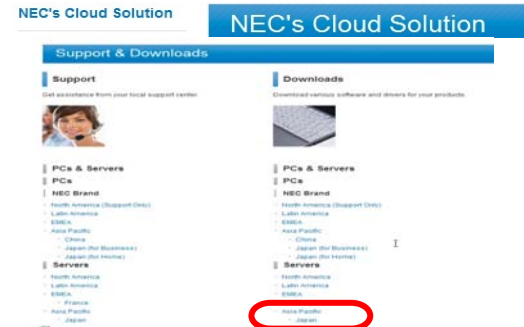 NEC's Cloud Solution
NEC's Cloud Solution
Support & Downloads
Support
Get assistance from your local support center.
PCs & Servers
PCs
NEC Brand
North America (Support Only)
Latin America
EMEA
Asia Pacific
China
Japan (for Business)
Japan (for Home)
Servers
North America
Latin America
EMEA
France
Asia Pacific
Japan
Downloads
Download various software and drivers for your products.
PCs & Servers
PCs
NEC Brand
North America (Support Only)
Latin America
EMEA
Asia Pacific
China
Japan (for Business)
Japan (for Home)
Servers
North America
Latin America
EMEA
Asia Pacific
Japan